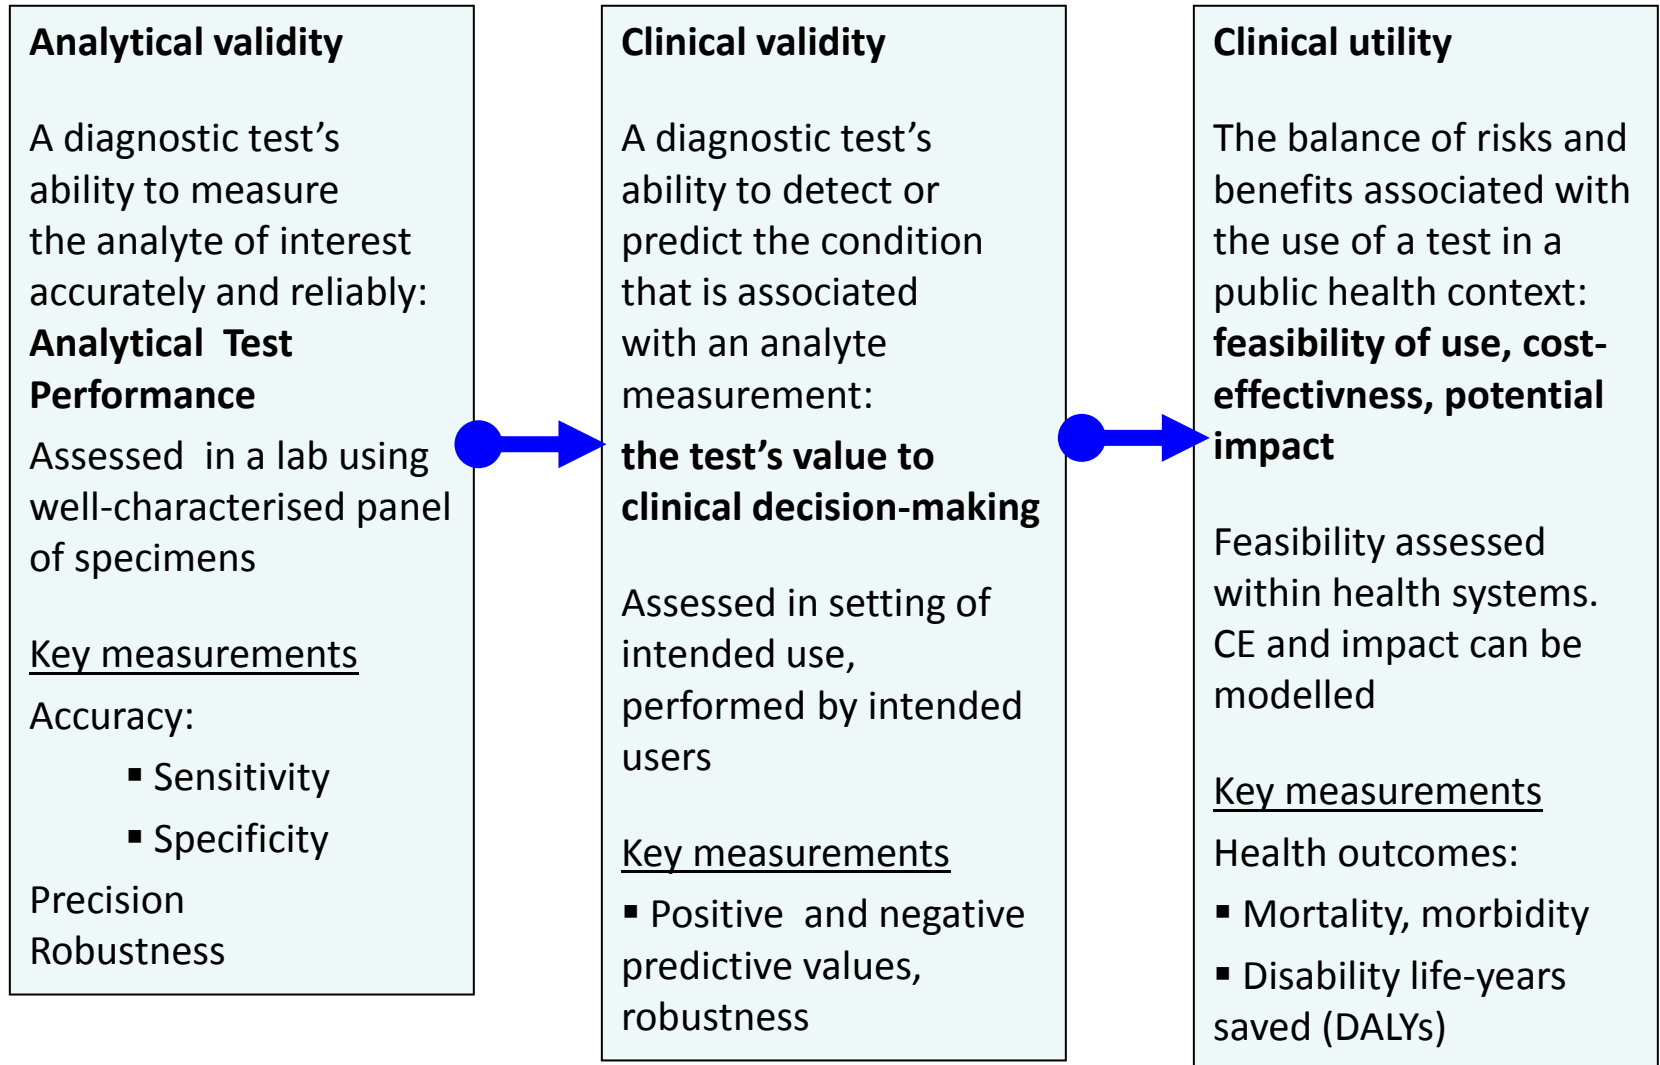 Analytical validity
A diagnostic test’s
ability to measure
the analyte of interest
accurately and reliably:
Analytical Test
Performance
Assessed in a lab using
well-characterised panel
of specimens
Key measurements
Accuracy:
▪ Sensitivity
▪ Specificity
Precision
Robustness
Clinical validity
A diagnostic test’s
ability to detect or
predict the condition
that is associated
with an analyte
measurement:
the test’s value to
clinical decision-making
Assessed in setting of
intended use,
performed by intended
users
Key measurements
▪ Positive and negative
predictive values,
robustness
Clinical utility
The balance of risks and
benefits associated with
the use of a test in a
public health context:
feasibility of use, cost-
effectivness, potential
impact
Feasibility assessed
within health systems.
CE and impact can be
modelled
Key measurements
Health outcomes:
▪ Mortality, morbidity
▪ Disability life-years
saved (DALYs)